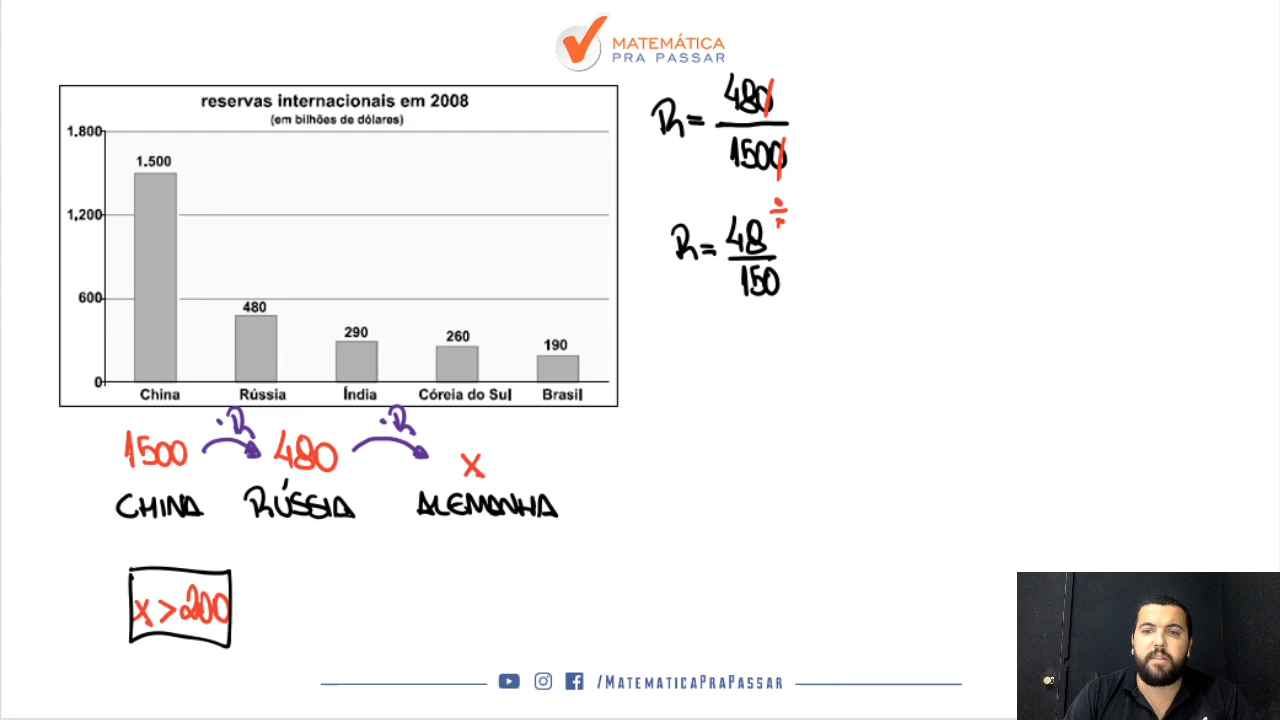 MATEMÁTICA
PRA PASSAR
reservas internacionais em 2008
(em bilhões de dólares)
1.800
1,200
600
0
1.500
480
290
260
190
China Rússia Índia Córeia do Sul Brasil
R = 480
1500
R = 48
150
÷
·R ·R
1500 480 x
CHINA RÚSSIA ALEMANHA
x > 200
/MATEMATICAPRAPASSAR